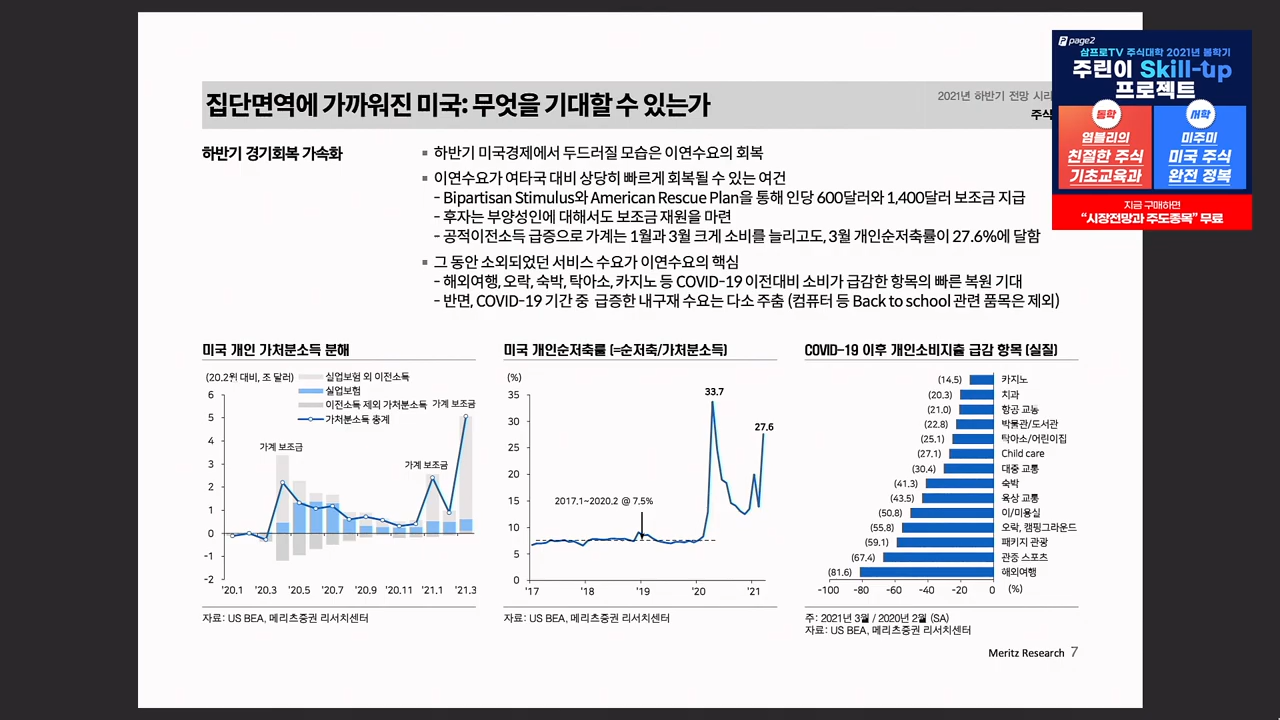 집단면역에 가까워진 미국: 무엇을 기대할 수 있는가
2021년 하반기 전망 시리
주식
하반기 경기회복 가속화
▪ 하반기 미국경제에서 두드러질 모습은 이연수요의 회복
▪ 이연수요가 여타국 대비 상당히 빠르게 회복될 수 있는 여건
- Bipartisan Stimulus와 American Rescue Plan을 통해 인당 600달러와 1,400달러 보조금 지급
- 후자는 부양성인에 대해서도 보조금 재원을 마련
- 공적이전소득 급증으로 가계는 1월과 3월 크게 소비를 늘리고도, 3월 개인순저축률이 27.6%에 달함
▪ 그 동안 소외되었던 서비스 수요가 이연수요의 핵심
- 해외여행, 오락, 숙박, 탁아소, 카지노 등 COVID-19 이전대비 소비가 급감한 항목의 빠른 복원 기대
- 반면, COVID-19 기간 중 급증한 내구재 수요는 다소 주춤 (컴퓨터 등 Back to school 관련 품목은 제외)
page2
삼프로TV 주식대학 2021년 봄학기
주린이 Skill-up
프로젝트
동학
염블리의
친절한 주식
기초교육과
서학
미주미
미국 주식
완전 정복
지금 구매하면
“시장전망과 주도종목” 무료
미국 개인 가처분소득 분해
(20.2월 대비, 조 달러)
실업보험 외 이전소득
실업보험
이전소득 제외 가처분소득
가처분소득 총계
가계 보조금
가계 보조금
가계 보조금
6
5
4
3
2
1
0
-1
-2
'20.1 '20.3 '20.5 '20.7 '20.9 '20.11 '21.1 '21.3
자료: US BEA, 메리츠증권 리서치센터
미국 개인순저축률 (=순저축/가처분소득)
(%)
33.7
27.6
2017.1~2020.2 @ 7.5%
35
30
25
20
15
10
5
0
'17 '18 '19 '20 '21
자료: US BEA, 메리츠증권 리서치센터
COVID-19 이후 개인소비지출 급감 항목 (실질)
(14.5) 카지노
(20.3) 치과
(21.0) 항공 교통
(22.8) 박물관/도서관
(25.1) 탁아소/어린이집
(27.1) Child care
(30.4) 대중 교통
(41.3) 숙박
(43.5) 육상 교통
(50.8) 이/미용실
(55.8) 오락, 캠핑그라운드
(59.1) 패키지 관광
(67.4) 관중 스포츠
(81.6) 해외여행
-100 -80 -60 -40 -20 0 (%)
주: 2021년 3월 / 2020년 2월 (SA)
자료: US BEA, 메리츠증권 리서치센터
Meritz Research 7